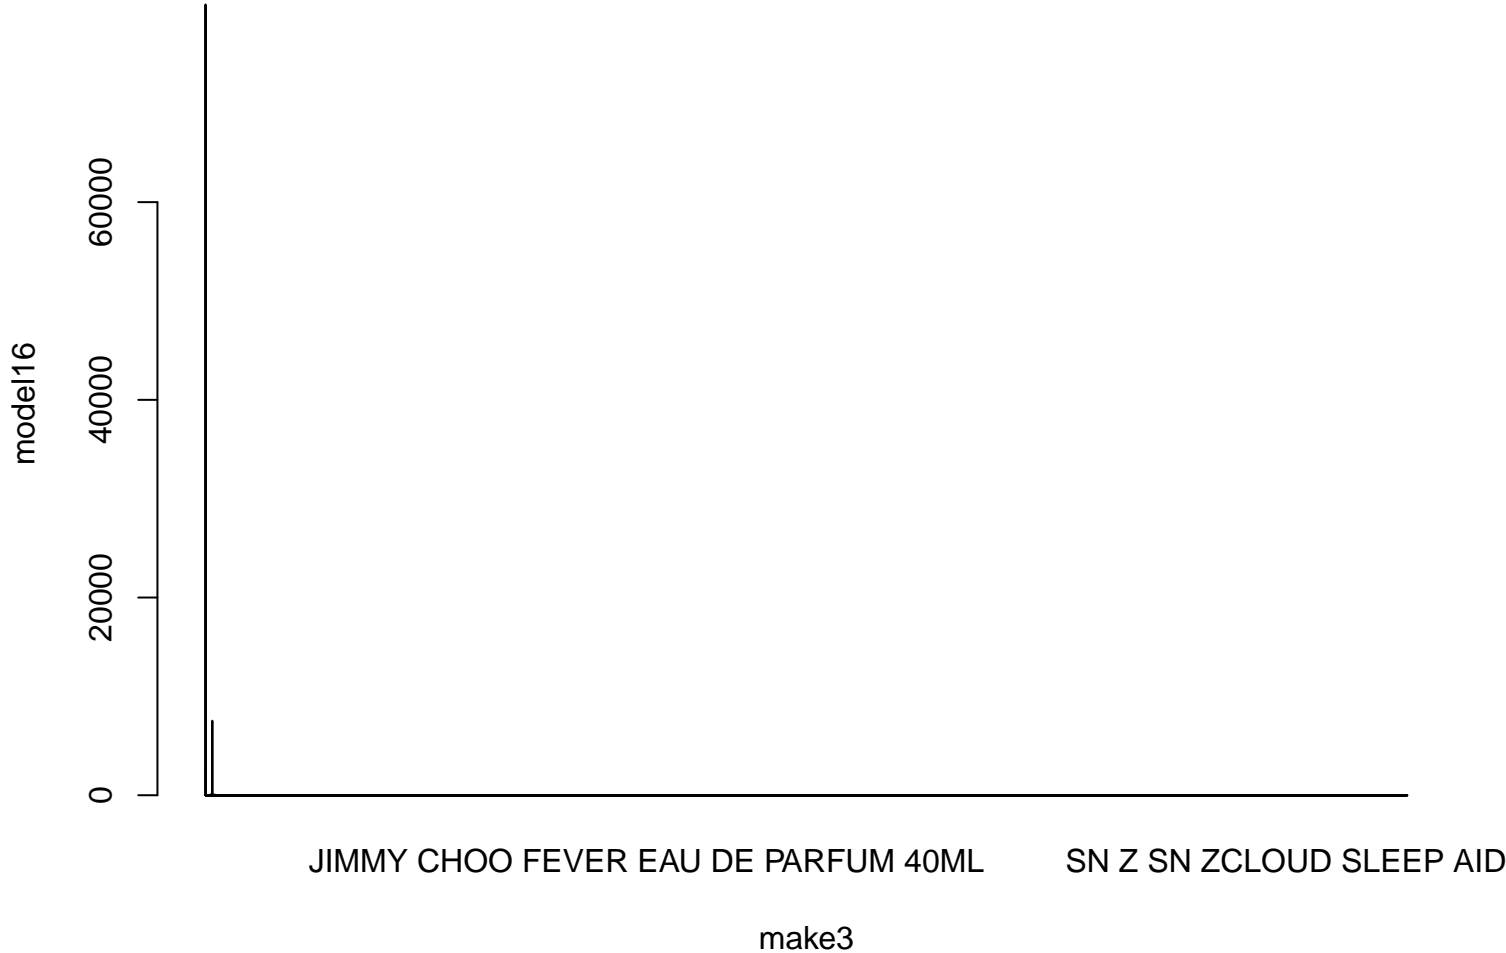 60000
40000
20000
0
model16
JIMMY CHOO FEVER EAU DE PARFUM 40ML
SN Z SN ZCLOUD SLEEP AID
make3